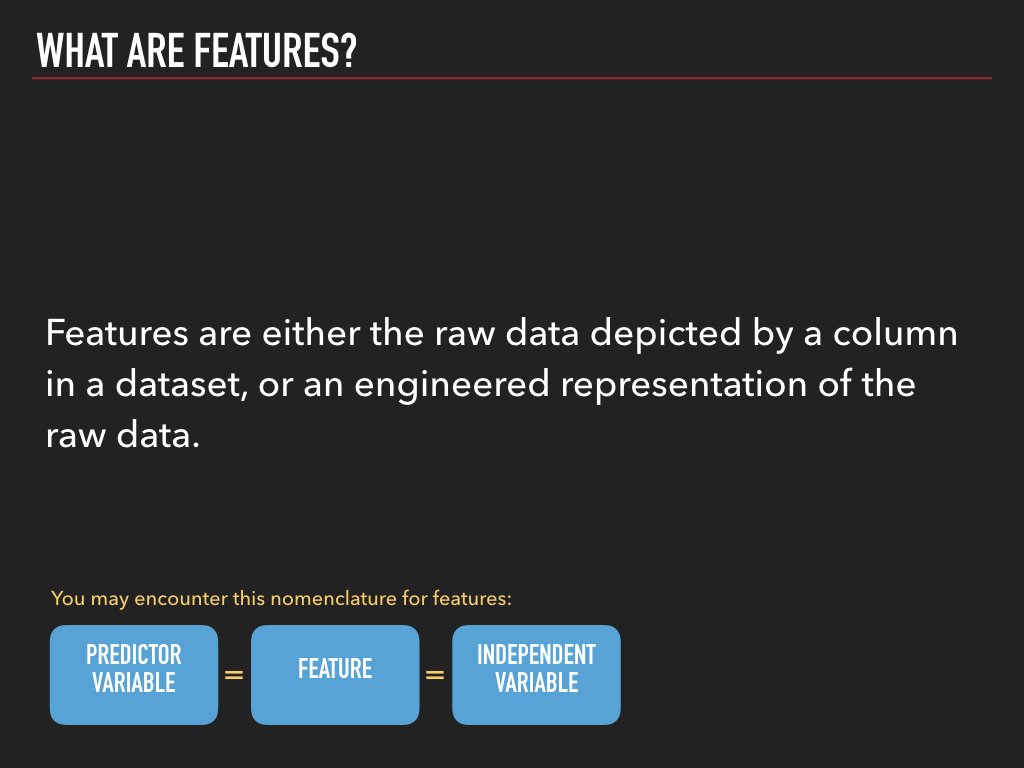 WHAT ARE FEATURES?
Features are either the raw data depicted by a column
in a dataset, or an engineered representation of the
raw data.
You may encounter this nomenclature for features:
PREDICTOR
VARIABLE
=
FEATURE
=
INDEPENDENT
VARIABLE